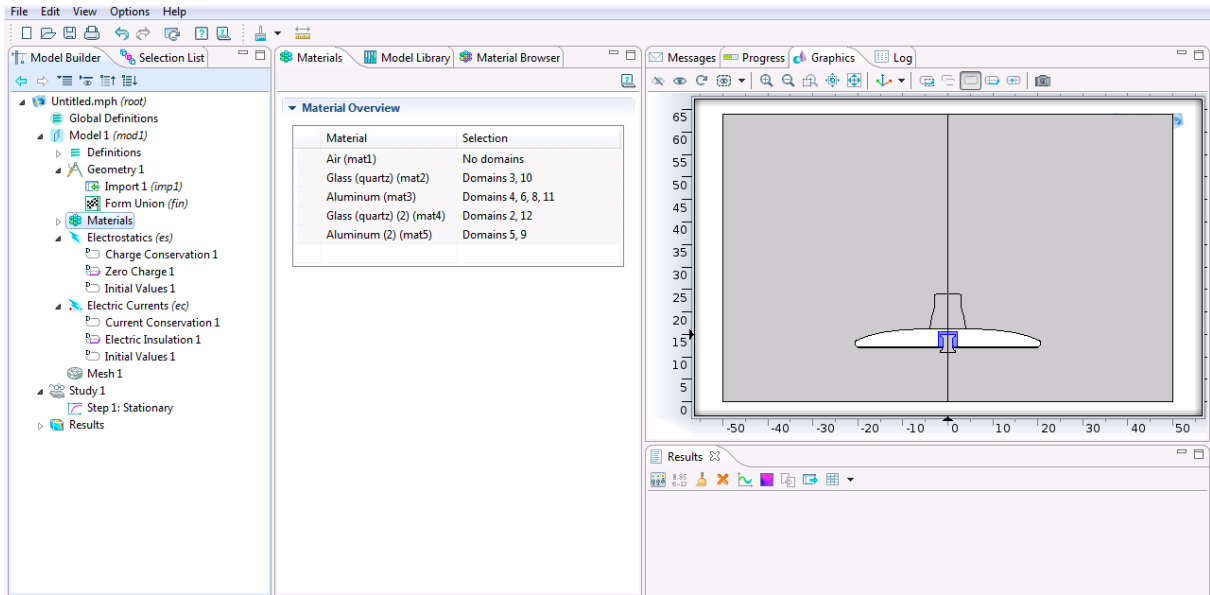 File Edit View Options Help
Model Builder Selection List
Untitled.mph (root)
Global Definitions
Model 1 (mod1)
Definitions
Geometry 1
Import 1 (imp1)
Form Union (fin)
Materials
Electrostatics (es)
Charge Conservation 1
Zero Charge 1
Initial Values 1
Electric Currents (ec)
Current Conservation 1
Electric Insulation 1
Initial Values 1
Mesh 1
Study 1
Step 1: Stationary
Results
Materials Model Library Material Browser
Material Overview
Material Selection
Air (mat1) No domains
Glass (quartz) (mat2) Domains 3, 10
Aluminum (mat3) Domains 4, 6, 8, 11
Glass (quartz) (2) (mat4) Domains 2, 12
Aluminum (2) (mat5) Domains 5, 9
Messages Progress Graphics Log
65
60
55
50
45
40
35
30
25
20
15
10
5
0
-50 -40 -30 -20 -10 0 10 20 30 40 50
Results
8.85
e-12